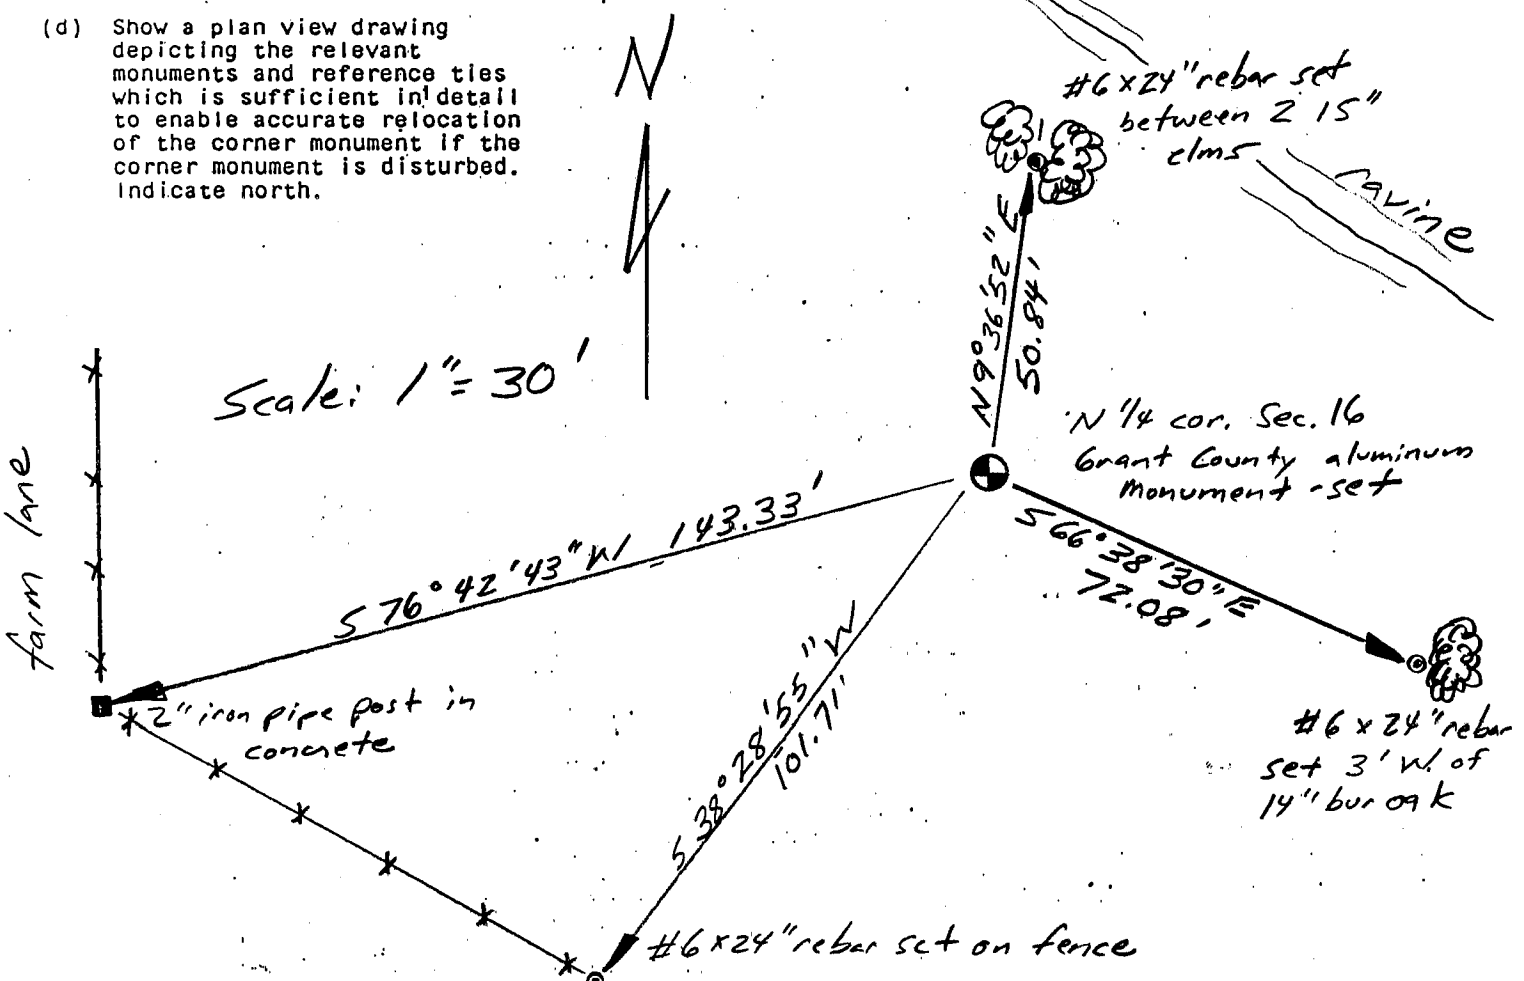 (d) Show a plan view drawing
depicting the relevant
monuments and reference ties
which is sufficient in detail
to enable accurate relocation
of the corner monument if the
corner monument is disturbed.
Indicate north.
N
#6 x 24" rebar set
between 2 15"
elms
ravine
Scale: 1" = 30'
N 9° 36' 52" E
50.84'
N 1/4 cor. Sec. 16
Grant County aluminum
Monument - set
farm lane
S 76° 42' 43" W 143.33'
S 66° 38' 30" E
72.08'
S 38° 28' 55" W
101.71'
2" iron pipe post in
concrete
#6 x 24" rebar
set 3' W. of
14" bur oak
#6 x 24" rebar set on fence